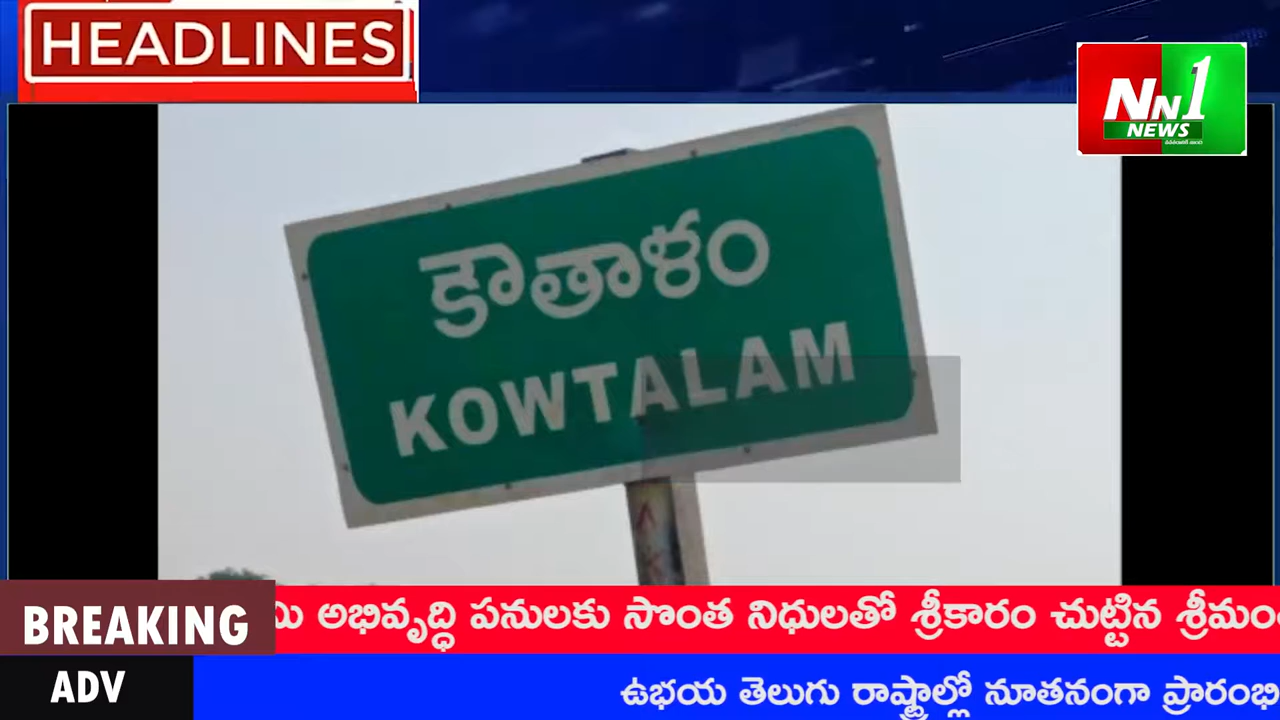 HEADLINES
NN1
NEWS
కౌతాళం
KOWTALAM
BREAKING
అభివృద్ధి పనులకు సొంత నిధులతో శ్రీకారం చుట్టిన
ADV
ఉభయ తెలుగు రాష్ట్రాల్లో నూతనంగా